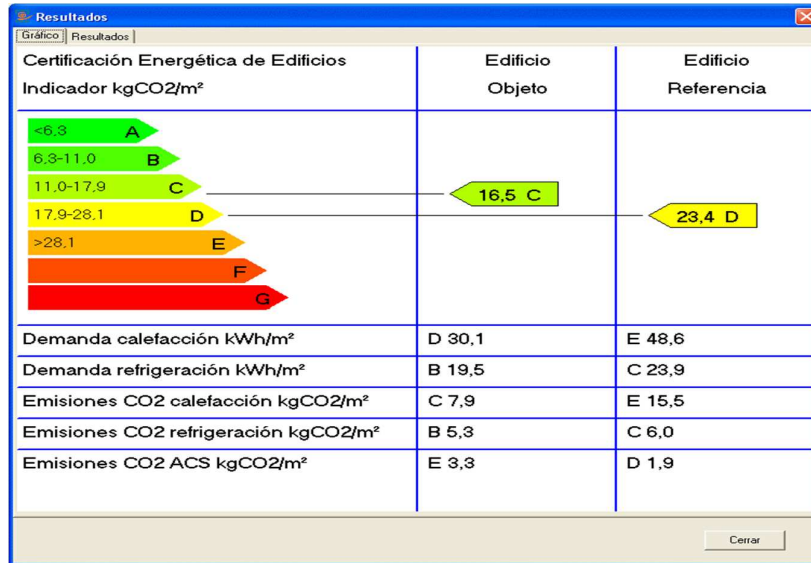 Resultados
Gráfico Resultados
Certificación Energética de Edificios Edificio Edificio
Indicador kgCO2/m² Objeto Referencia
<6,3 A
6,3-11,0 B
11,0-17,9 C 16,5 C
17,9-28,1 D 23,4 D
>28,1 E
F
G
Demanda calefacción kWh/m² D 30,1 E 48,6
Demanda refrigeración kWh/m² B 19,5 C 23,9
Emisiones CO2 calefacción kgCO2/m² C 7,9 E 15,5
Emisiones CO2 refrigeración kgCO2/m² B 5,3 C 6,0
Emisiones CO2 ACS kgCO2/m² E 3,3 D 1,9
Cerrar